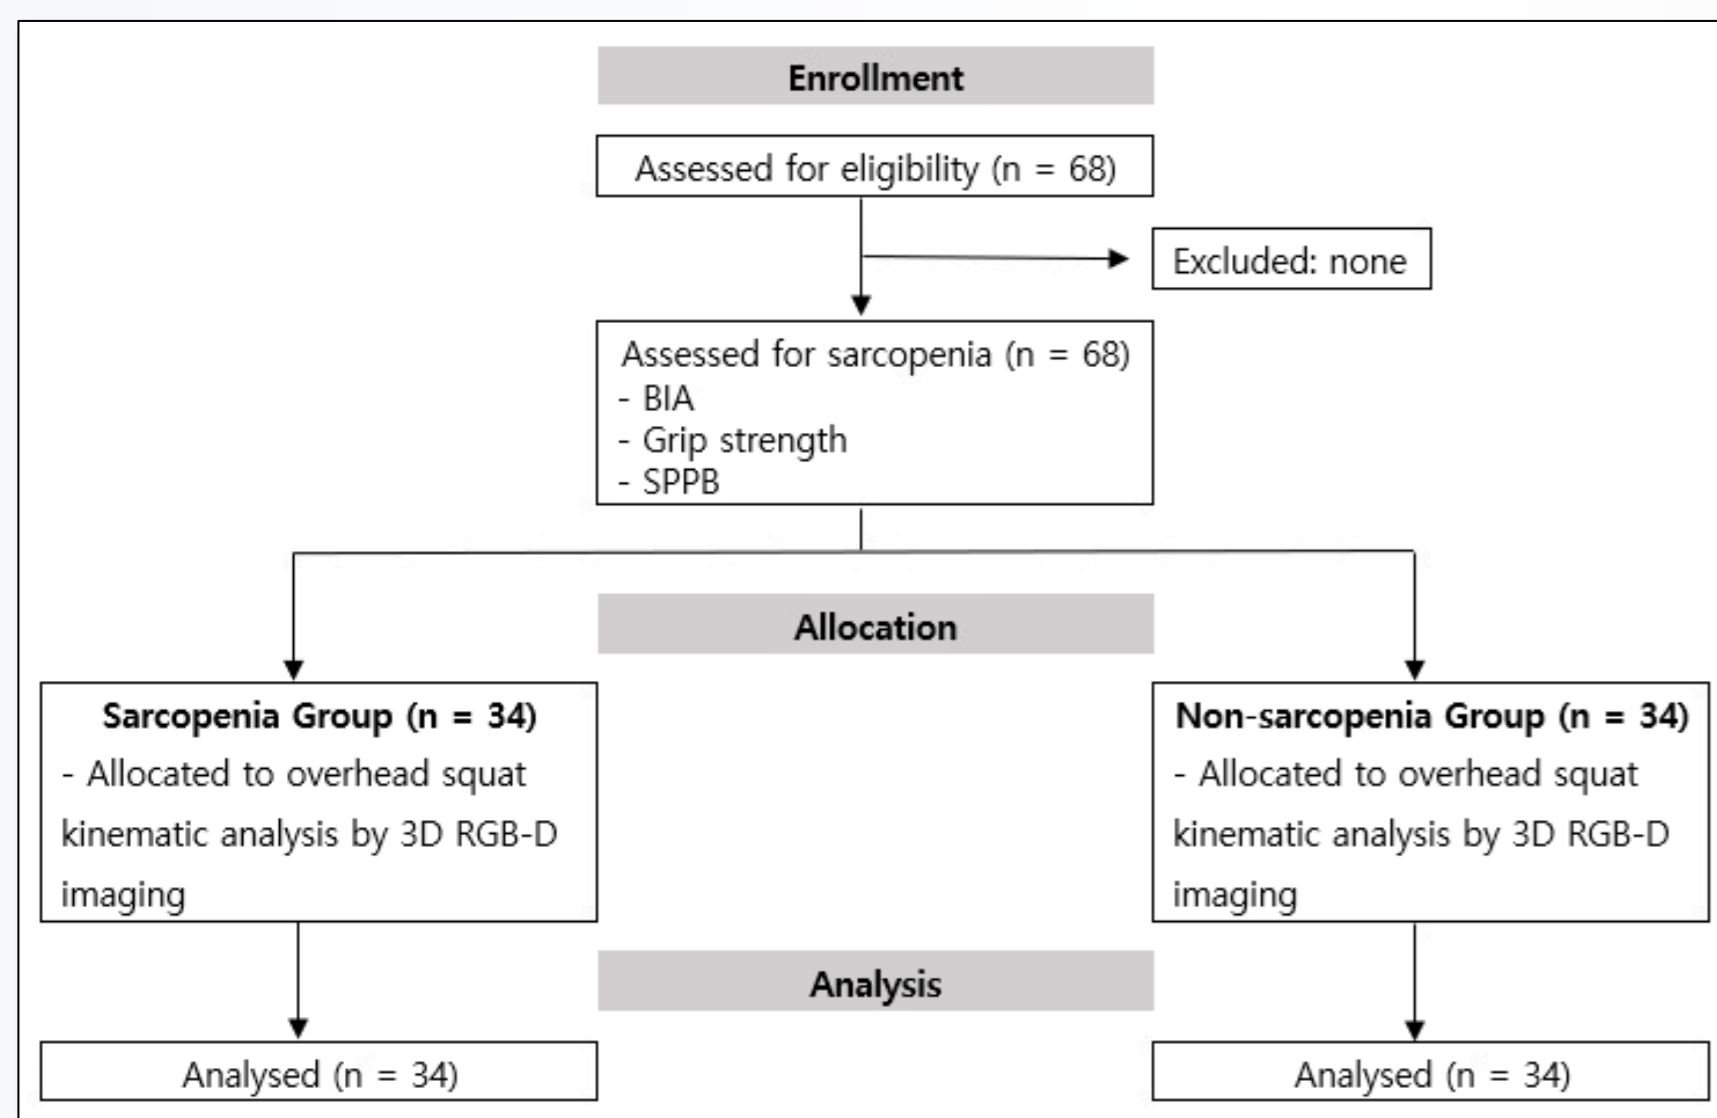 Enrollment
Assessed for eligibility (n = 68)
Excluded: none
Assessed for sarcopenia (n = 68)
- BIA
- Grip strength
- SPPB
Allocation
Sarcopenia Group (n = 34)
- Allocated to overhead squat
kinematic analysis by 3D RGB-D
imaging
Non-sarcopenia Group (n = 34)
- Allocated to overhead squat
kinematic analysis by 3D RGB-D
imaging
Analysis
Analysed (n = 34)
Analysed (n = 34)